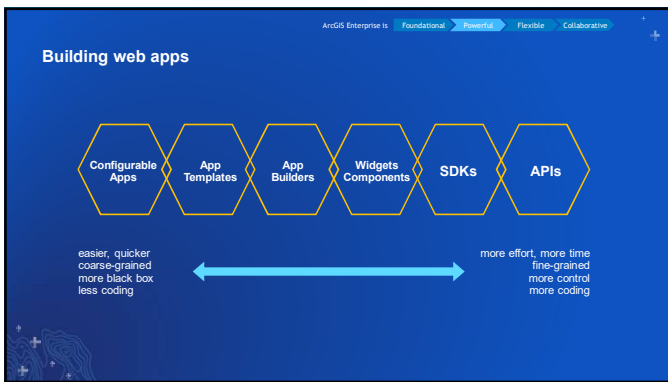 ArcGIS Enterprise is Foundational Powerful Flexible Collaborative
Building web apps
Configurable
Apps
App
Templates
App
Builders
Widgets
Components
SDKs
APIs
easier, quicker
coarse-grained
more black box
less coding
more effort, more time
fine-grained
more control
more coding